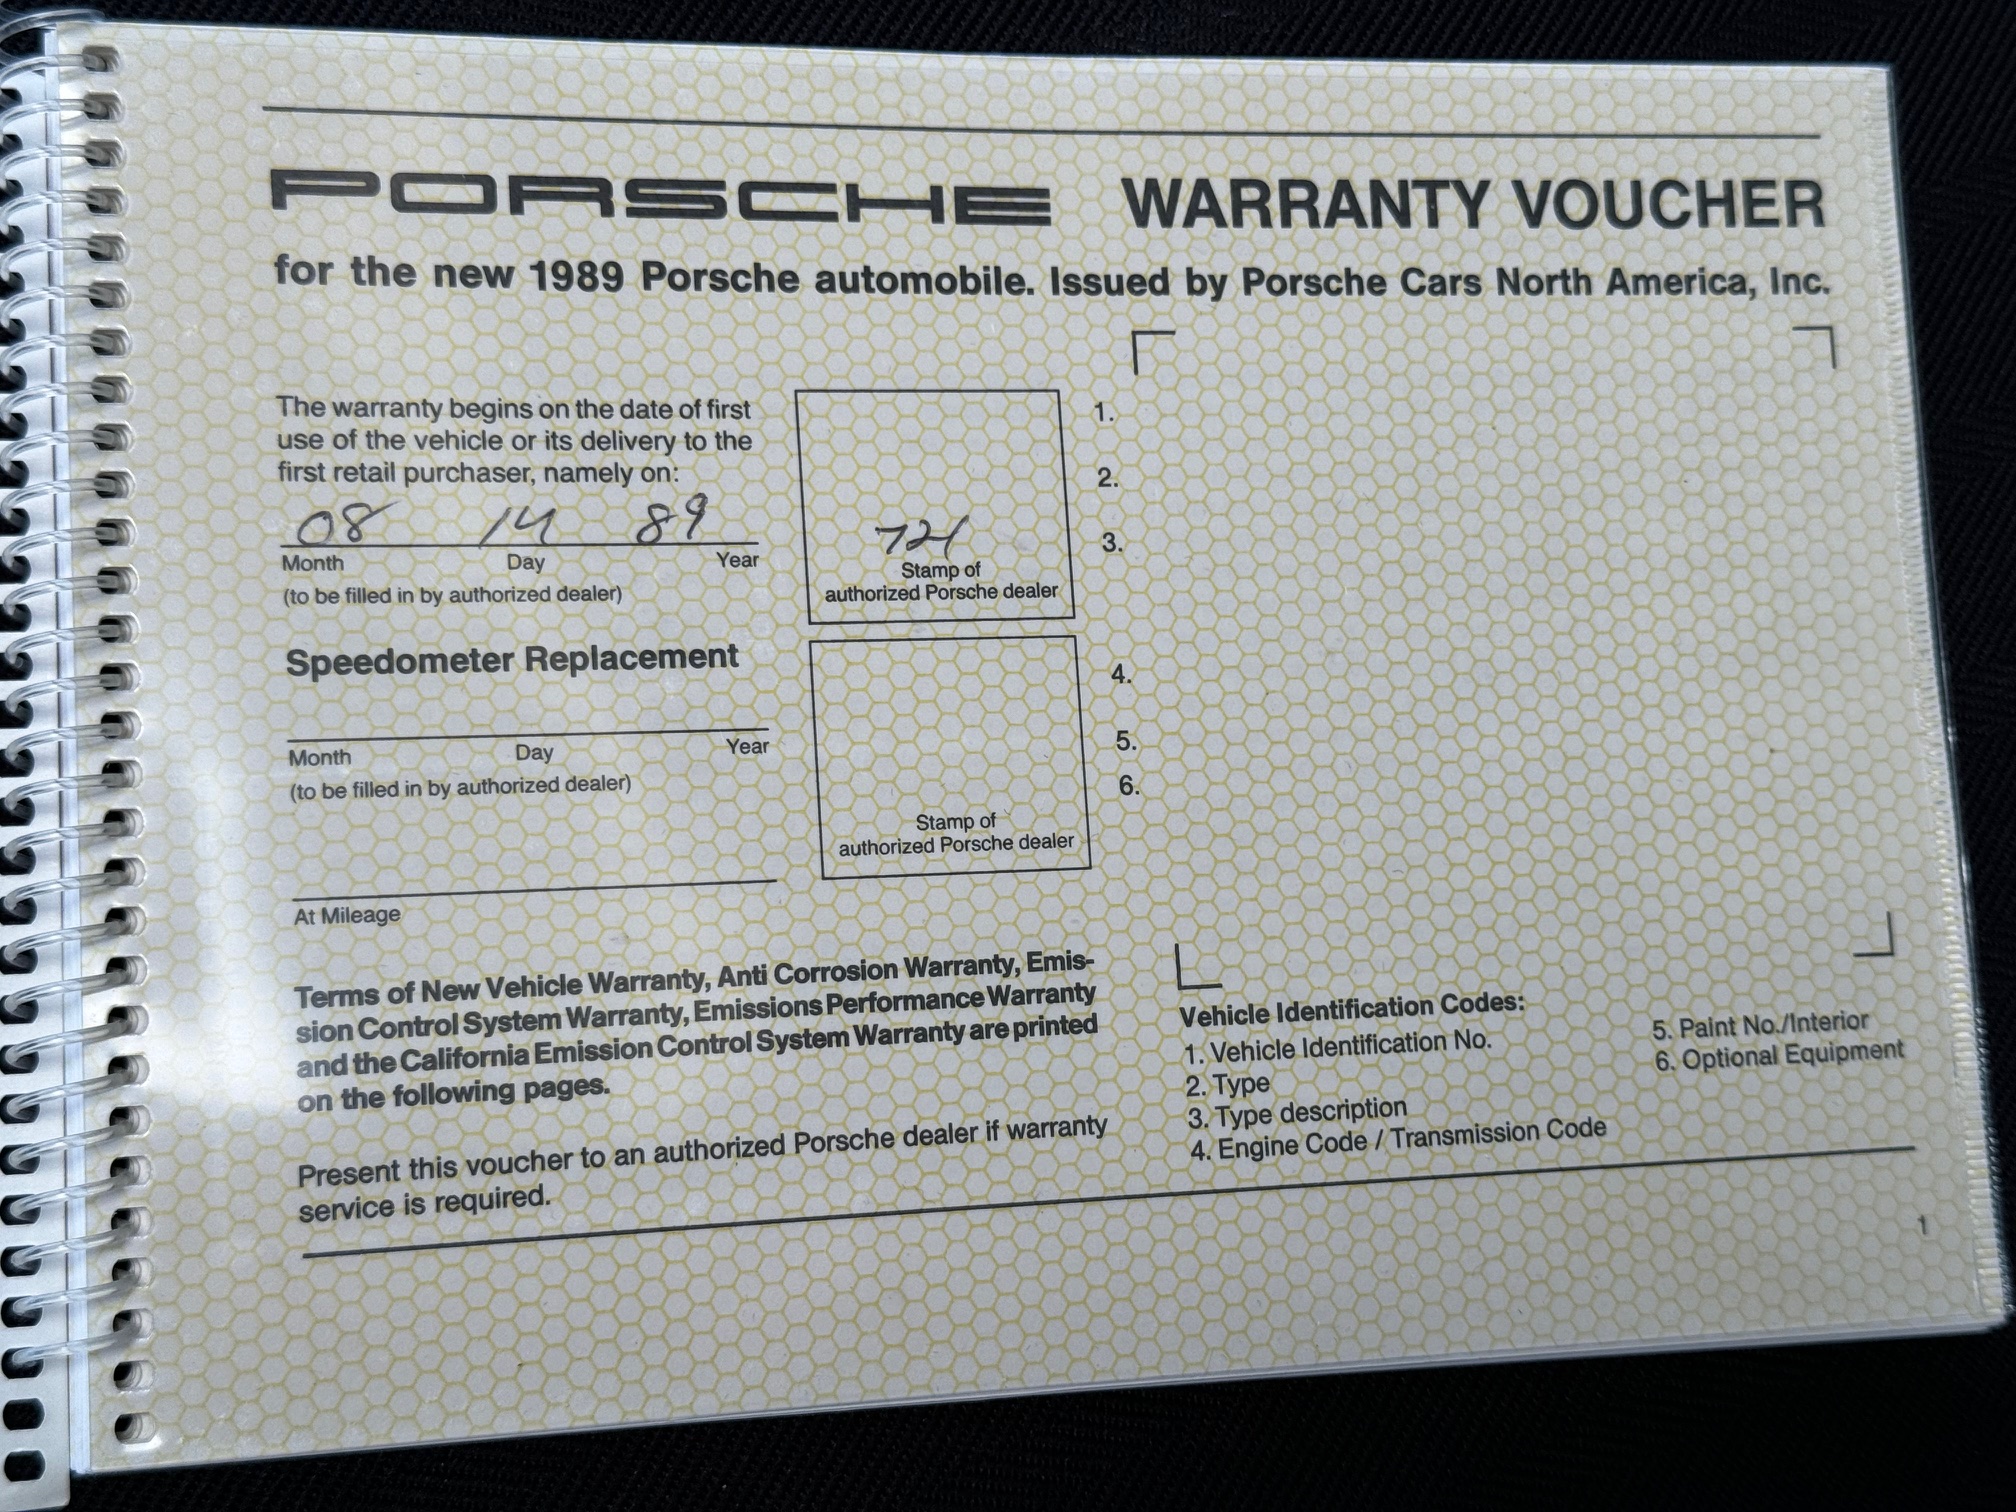 PORSCHE WARRANTY VOUCHER
for the new 1989 Porsche automobile. Issued by Porsche Cars North America, Inc.
The warranty begins on the date of first
use of the vehicle or its delivery to the
first retail purchaser, namely on:
08 14 89
Month Day Year
(to be filled in by authorized dealer)
721
Stamp of
authorized Porsche dealer
Speedometer Replacement
Month Day Year
(to be filled in by authorized dealer)
At Mileage
Stamp of
authorized Porsche dealer
Terms of New Vehicle Warranty, Anti Corrosion Warranty, Emis-
sion Control System Warranty, Emissions Performance Warranty
and the California Emission Control System Warranty are printed
on the following pages.
Present this voucher to an authorized Porsche dealer if warranty
service is required.
1.
2.
3.
4.
5.
6.
Vehicle Identification Codes:
1. Vehicle Identification No.
2. Type
3. Type description
4. Engine Code / Transmission Code
5. Paint No./Interior
6. Optional Equipment
1